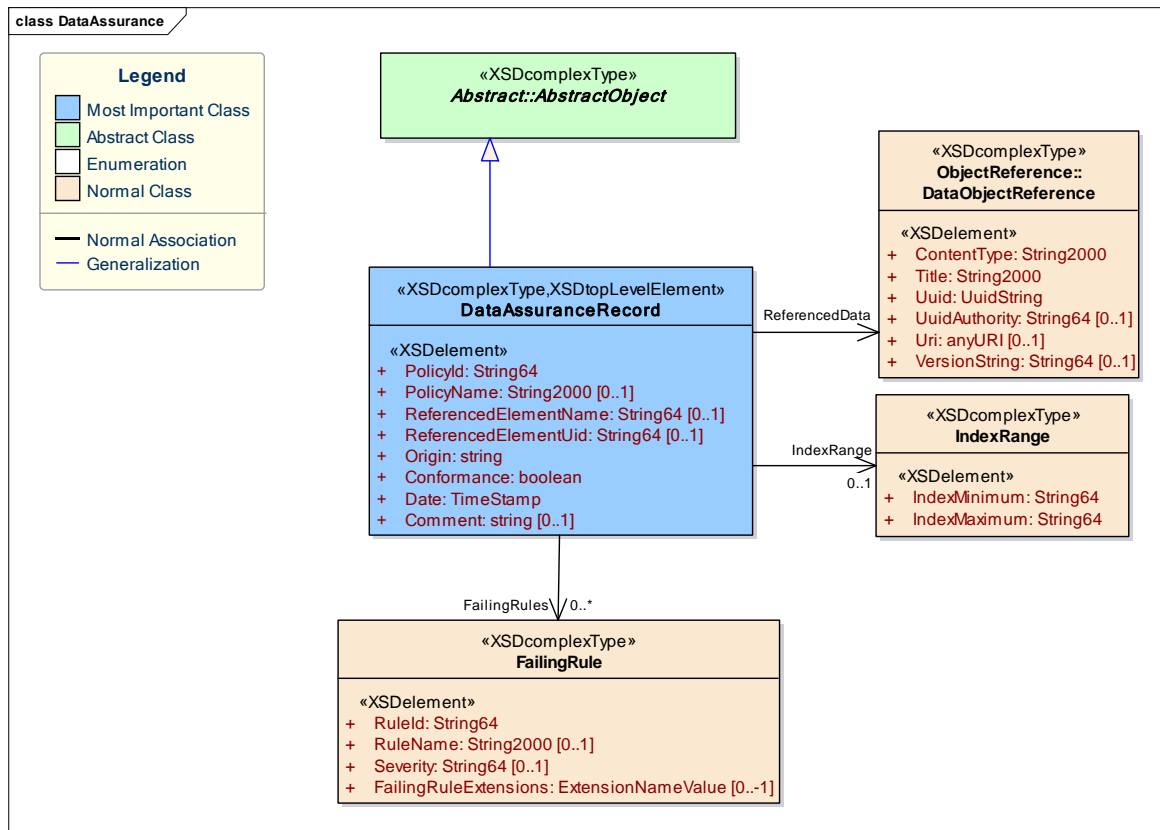 class DataAssurance
Legend
Most Important Class
Abstract Class
Enumeration
Normal Class
Normal Association
Generalization
«XSDcomplexType»
Abstract::AbstractObject
«XSDcomplexType»
ObjectReference::
DataObjectReference
«XSDelement»
+ ContentType: String2000
+ Title: String2000
+ Uuid: UuidString
+ UuidAuthority: String64 [0..1]
+ Uri: anyURI [0..1]
+ VersionString: String64 [0..1]
«XSDcomplexType,XSDtopLevelElement»
DataAssuranceRecord
«XSDelement»
+ PolicyId: String64
+ PolicyName: String2000 [0..1]
+ ReferencedElementName: String64 [0..1]
+ ReferencedElementUid: String64 [0..1]
+ Origin: string
+ Conformance: boolean
+ Date: TimeStamp
+ Comment: string [0..1]
ReferencedData
IndexRange
0..1
«XSDcomplexType»
IndexRange
«XSDelement»
+ IndexMinimum: String64
+ IndexMaximum: String64
FailingRules 0..*
«XSDcomplexType»
FailingRule
«XSDelement»
+ RuleId: String64
+ RuleName: String2000 [0..1]
+ Severity: String64 [0..1]
+ FailingRuleExtensions: ExtensionNameValue [0..-1]